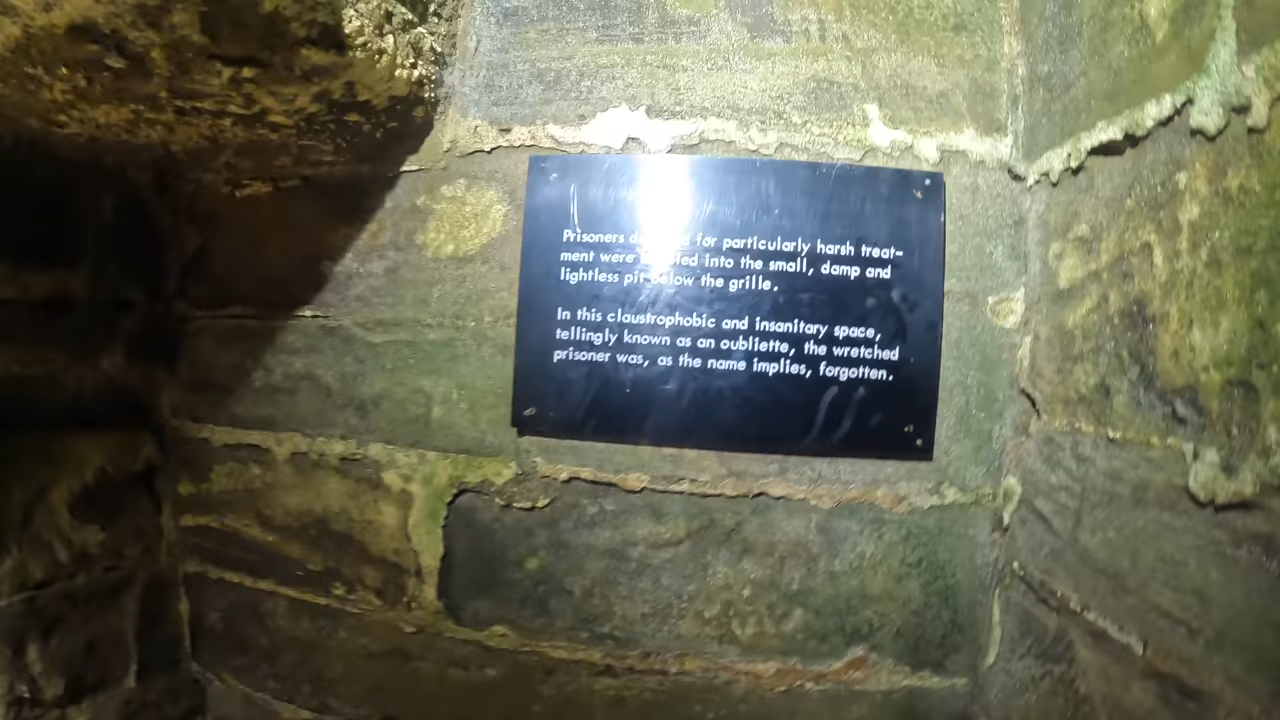 Prisoners for particularly harsh treat-
ment were into the small, damp and
lightless pit below the grille.
In this claustrophobic and insanitary space,
tellingly known as an oubliette, the wretched
prisoner was, as the name implies, forgotten.